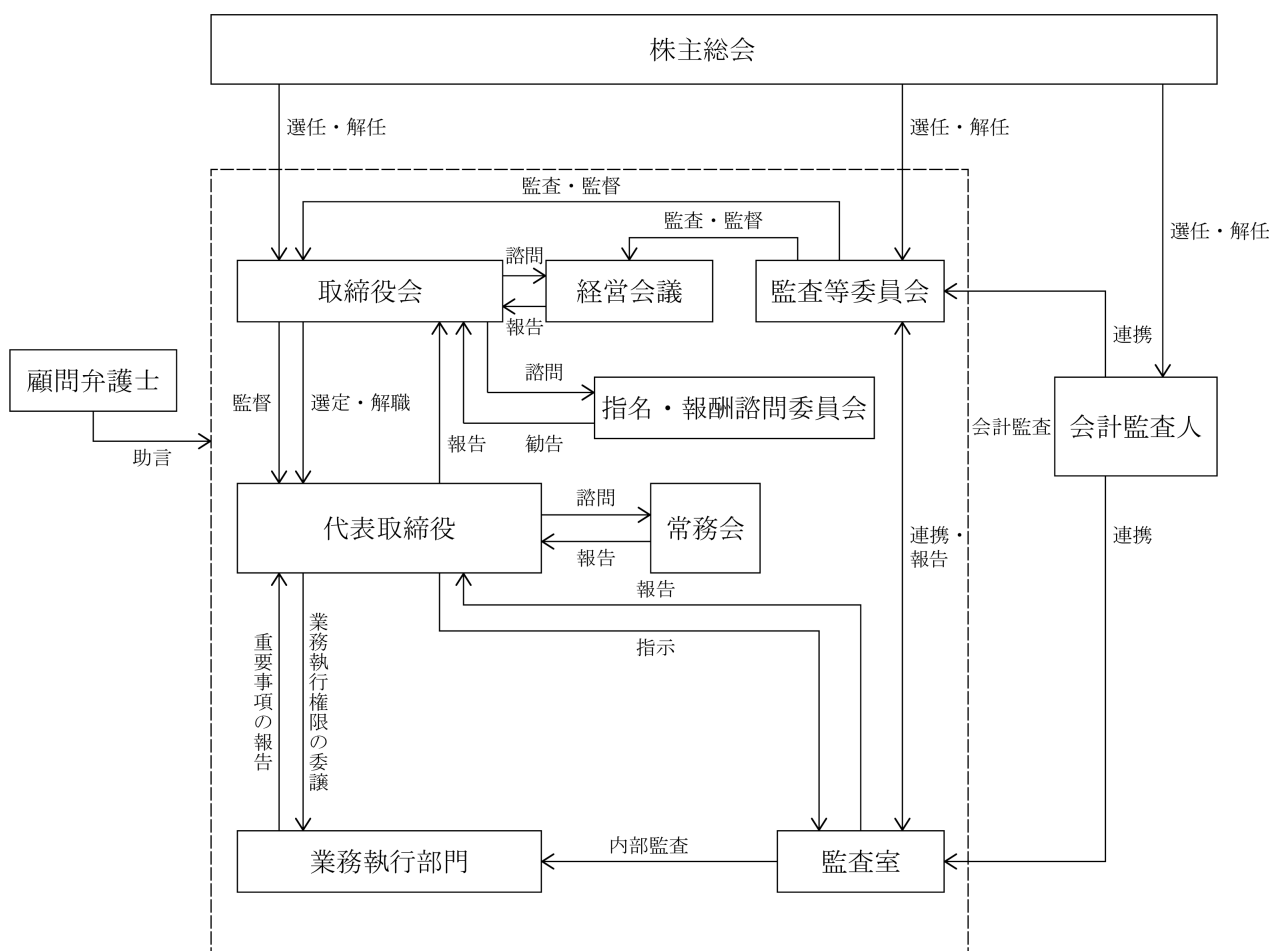 株主総会
選任・解任
選任・解任
選任・解任
監査・監督
監査・監督
取締役会
諮問
報告
経営会議
監査等委員会
連携
顧問弁護士
助言
監督
選定・解職
報告
諮問
勧告
指名・報酬諮問委員会
会計監査
会計監査人
代表取締役
諮問
報告
常務会
連携・
報告
連携
報告
指示
重要事項の報告
業務執行権限の委譲
業務執行部門
内部監査
監査室